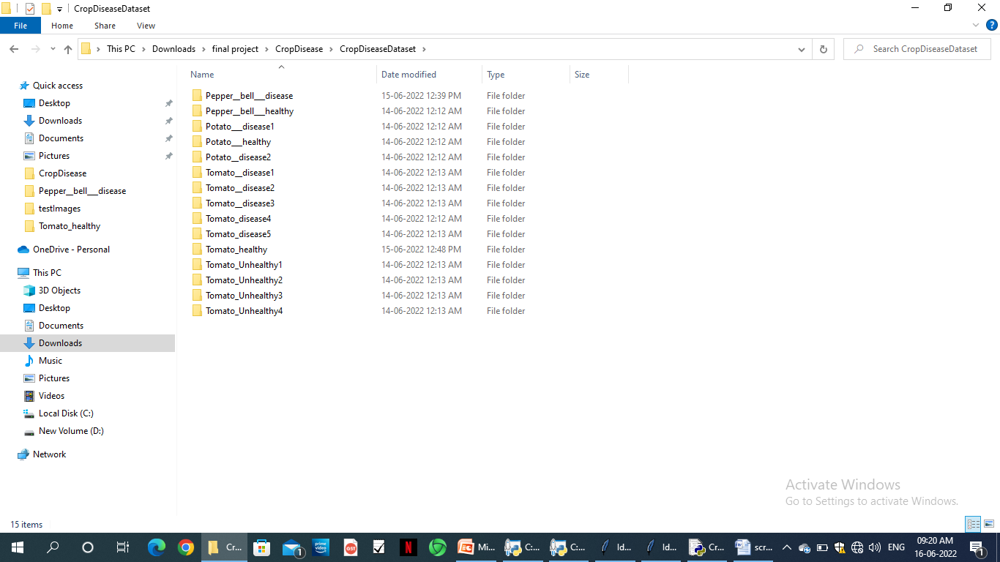 CropDiseaseDataset
File Home Share View
This PC Downloads final project CropDisease CropDiseaseDataset Search CropDiseaseDataset
Name Date modified Type Size
Quick access
Desktop
Downloads
Documents
Pictures
CropDisease
Pepper__bell___disease
testImages
Tomato_healthy
OneDrive - Personal
This PC
3D Objects
Desktop
Documents
Downloads
Music
Pictures
Videos
Local Disk (C:)
New Volume (D:)
Network
Pepper__bell___disease 15-06-2022 12:39 PM File folder
Pepper__bell___healthy 14-06-2022 12:12 AM File folder
Potato___disease1 14-06-2022 12:12 AM File folder
Potato___healthy 14-06-2022 12:12 AM File folder
Potato__disease2 14-06-2022 12:12 AM File folder
Tomato__disease1 14-06-2022 12:13 AM File folder
Tomato__disease2 14-06-2022 12:13 AM File folder
Tomato__disease3 14-06-2022 12:13 AM File folder
Tomato_disease4 14-06-2022 12:12 AM File folder
Tomato_disease5 14-06-2022 12:13 AM File folder
Tomato_healthy 15-06-2022 12:48 PM File folder
Tomato_Unhealthy1 14-06-2022 12:13 AM File folder
Tomato_Unhealthy2 14-06-2022 12:13 AM File folder
Tomato_Unhealthy3 14-06-2022 12:13 AM File folder
Tomato_Unhealthy4 14-06-2022 12:13 AM File folder
Activate Windows
Go to Settings to activate Windows.
15 items
Cr... 1 prime video GST N Mi... C... C... Id... Id... Cr... scr... ENG 09:20 AM 1
16-06-2022